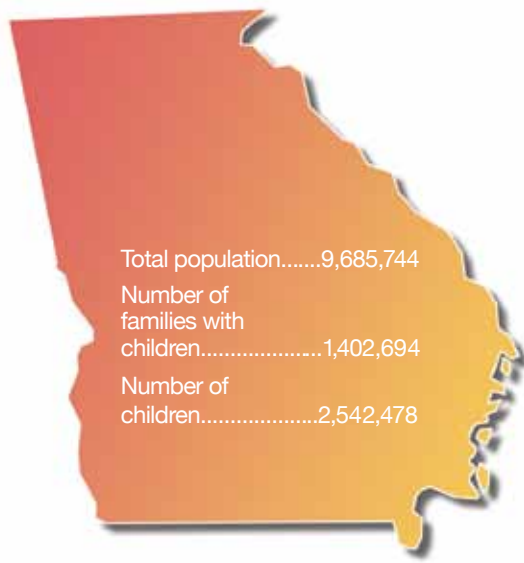 Total population.......9,685,744
Number of
families with
children.....................1,402,694
Number of
children....................2,542,478